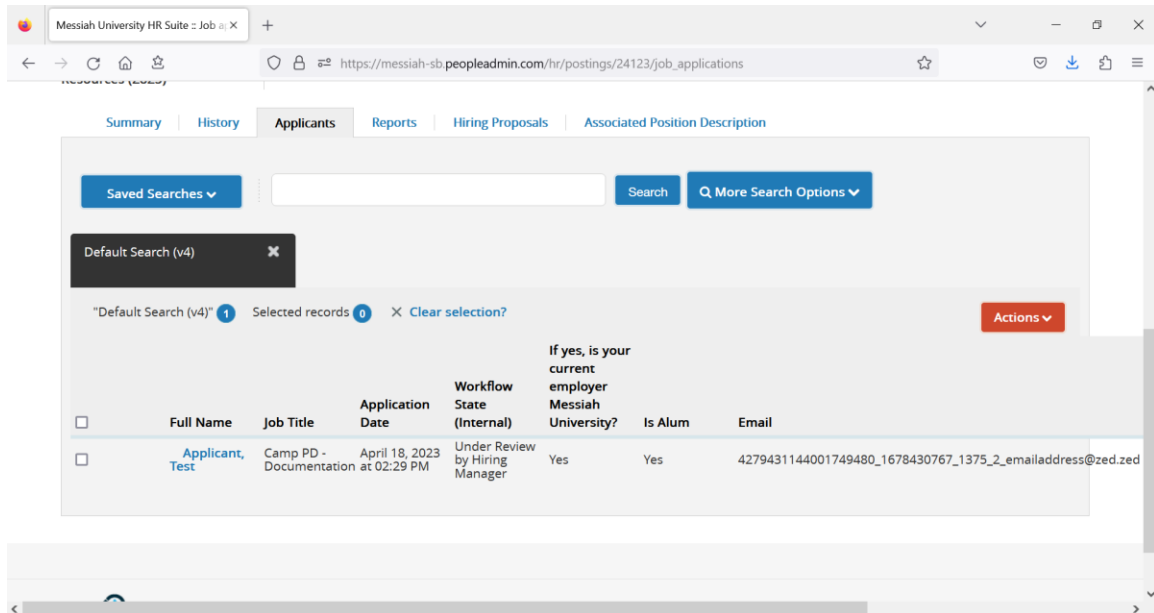 Messiah University HR Suite :: Job a
https://messiah-sb.peopleadmin.com/hr/postings/24123/job_applications
Resources (2023)
Summary History Applicants Reports Hiring Proposals Associated Position Description
Saved Searches Search More Search Options
Default Search (v4)
"Default Search (v4)" 1 Selected records 0 Clear selection?
Actions
Full Name Job Title Application Date Workflow State (Internal) If yes, is your current employer Messiah University? Is Alum Email
Applicant, Test Camp PD - Documentation April 18, 2023 at 02:29 PM Under Review by Hiring Manager Yes Yes 4279431144001749480_1678430767_1375_2_emailaddress@zed.zed